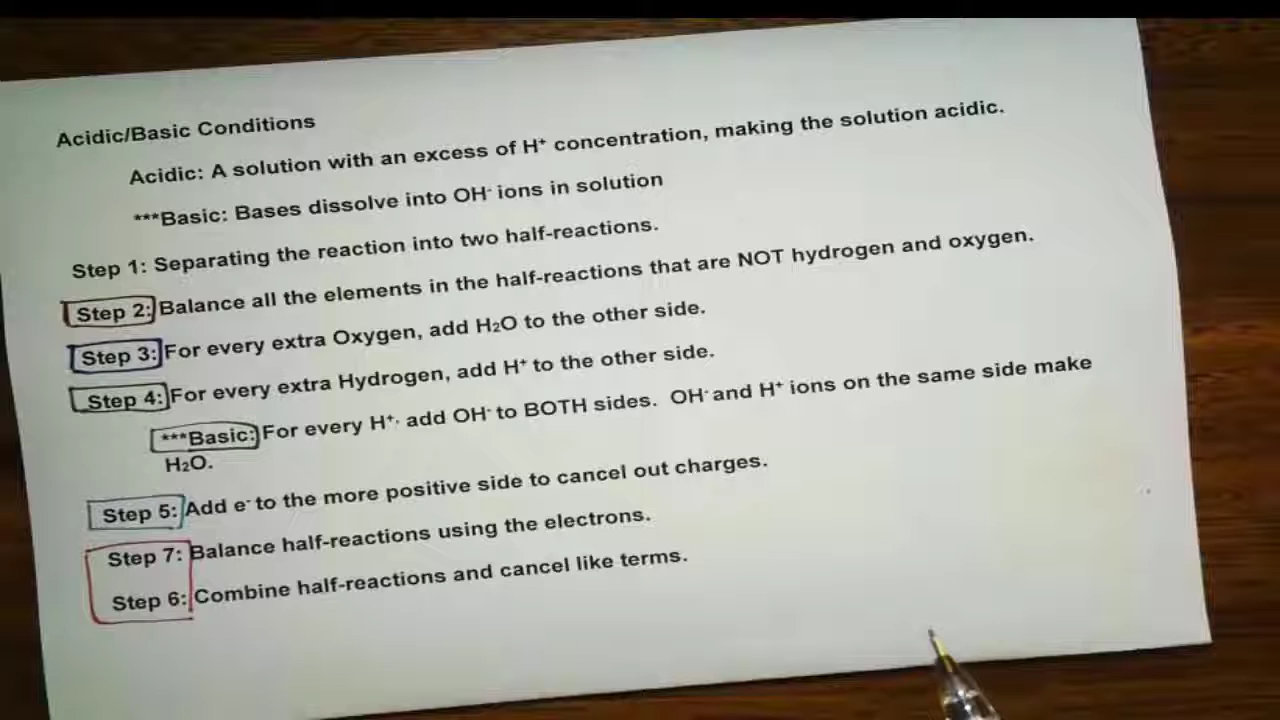 Acidic/Basic Conditions
Acidic: A solution with an excess of H⁺ concentration, making the solution acidic.
***Basic: Bases dissolve into OH⁻ ions in solution
Step 1: Separating the reaction into two half-reactions.
Step 2: Balance all the elements in the half-reactions that are NOT hydrogen and oxygen.
Step 3: For every extra Oxygen, add H₂O to the other side.
Step 4: For every extra Hydrogen, add H⁺ to the other side.
***Basic: For every H⁺, add OH⁻ to BOTH sides. OH⁻ and H⁺ ions on the same side make
H₂O.
Step 5: Add e⁻ to the more positive side to cancel out charges.
Step 7: Balance half-reactions using the electrons.
Step 6: Combine half-reactions and cancel like terms.